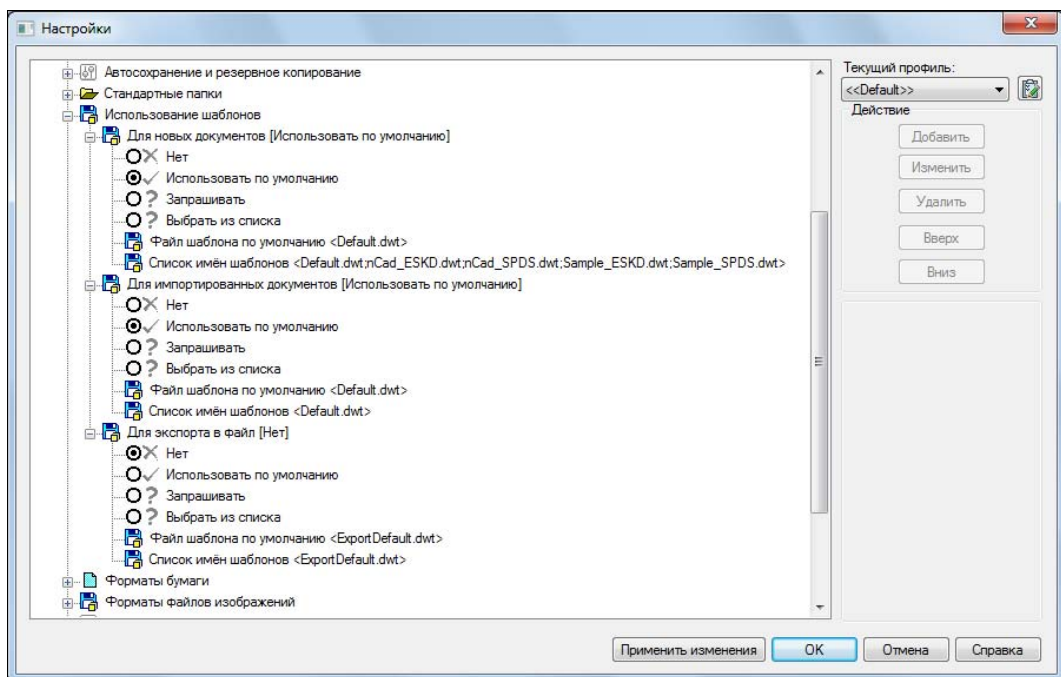 Настройки
Автосохранение и резервное копирование
Стандартные папки
Использование шаблонов
Для новых документов [Использовать по умолчанию]
Нет
Использовать по умолчанию
Запрашивать
Выбрать из списка
Файл шаблона по умолчанию <Default.dwt>
Список имён шаблонов <Default.dwt;nCad_ESKD.dwt;nCad_SPDS.dwt;Sample_ESKD.dwt;Sample_SPDS.dwt>
Для импортированных документов [Использовать по умолчанию]
Нет
Использовать по умолчанию
Запрашивать
Выбрать из списка
Файл шаблона по умолчанию <Default.dwt>
Список имён шаблонов <Default.dwt>
Для экспорта в файл [Нет]
Нет
Использовать по умолчанию
Запрашивать
Выбрать из списка
Файл шаблона по умолчанию <ExportDefault.dwt>
Список имён шаблонов <ExportDefault.dwt>
Форматы бумаги
Форматы файлов изображений
Текущий профиль:
<<Default>>
Действие
Добавить
Изменить
Удалить
Вверх
Вниз
Применить изменения
OK
Отмена
Справка